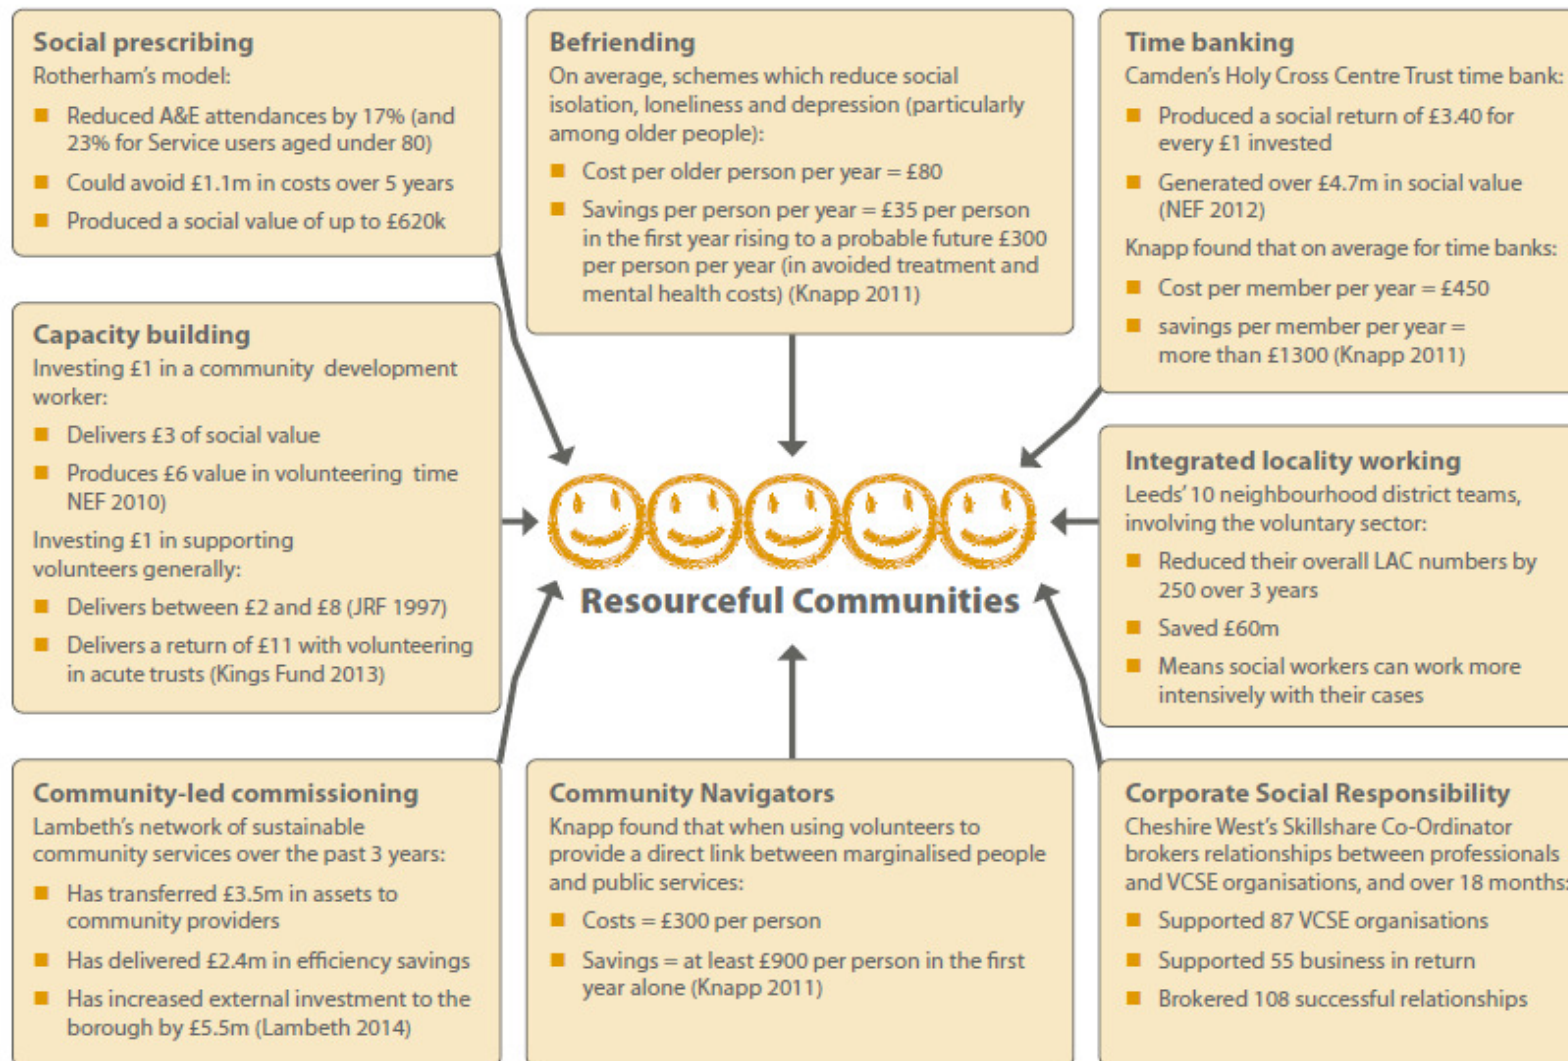 Social prescribing
Rotherham's model:
■ Reduced A&E attendances by 17% (and
23% for Service users aged under 80)
■ Could avoid £1.1m in costs over 5 years
■ Produced a social value of up to £620k
Befriending
On average, schemes which reduce social
isolation, loneliness and depression (particularly
among older people):
■ Cost per older person per year = £80
■ Savings per person per year = £35 per person
in the first year rising to a probable future £300
per person per year (in avoided treatment and
mental health costs) (Knapp 2011)
Time banking
Camden's Holy Cross Centre Trust time bank:
■ Produced a social return of £3.40 for
every £1 invested
■ Generated over £4.7m in social value
(NEF 2012)
Knapp found that on average for time banks:
■ Cost per member per year = £450
■ savings per member per year =
more than £1300 (Knapp 2011)
Capacity building
Investing £1 in a community development
worker:
■ Delivers £3 of social value
■ Produces £6 value in volunteering time
NEF 2010)
Investing £1 in supporting
volunteers generally:
■ Delivers between £2 and £8 (JRF 1997)
■ Delivers a return of £11 with volunteering
in acute trusts (Kings Fund 2013)
Resourceful Communities
Integrated locality working
Leeds' 10 neighbourhood district teams,
involving the voluntary sector:
■ Reduced their overall LAC numbers by
250 over 3 years
■ Saved £60m
■ Means social workers can work more
intensively with their cases
Community-led commissioning
Lambeth's network of sustainable
community services over the past 3 years:
■ Has transferred £3.5m in assets to
community providers
■ Has delivered £2.4m in efficiency savings
■ Has increased external investment to the
borough by £5.5m (Lambeth 2014)
Community Navigators
Knapp found that when using volunteers to
provide a direct link between marginalised people
and public services:
■ Costs = £300 per person
■ Savings = at least £900 per person in the first
year alone (Knapp 2011)
Corporate Social Responsibility
Cheshire West's Skillshare Co-Ordinator
brokers relationships between professionals
and VCSE organisations, and over 18 months:
■ Supported 87 VCSE organisations
■ Supported 55 business in return
■ Brokered 108 successful relationships